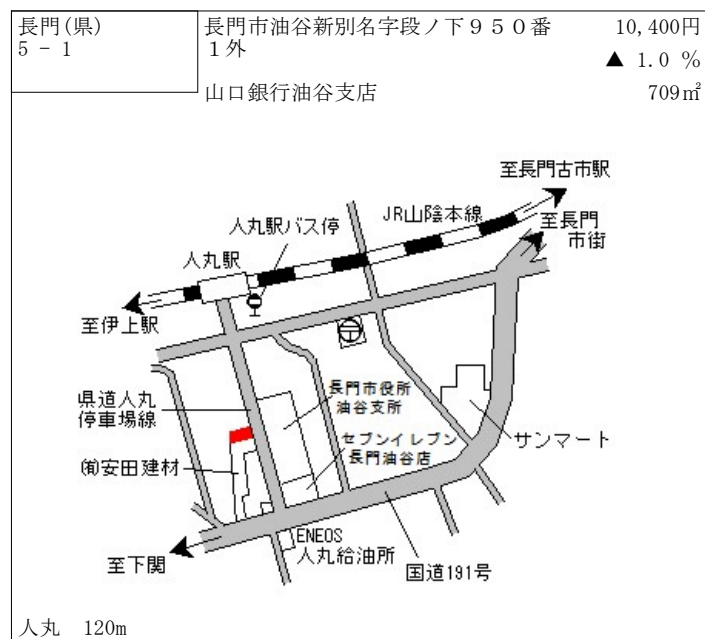 長門(県)
5 − 1
長門市油谷新別名字段ノ下９５０番
１外
10,400円
▲ 1.0 %
山口銀行油谷支店
709㎡
至長門古市駅
JR山陰本線
至長門
市街
人丸駅バス停
人丸駅
至伊上駅
県道人丸
停車場線
長門市役所
油谷支所
セブンイレブン
長門油谷店
サンマート
㈲安田建材
ENEOS
人丸給油所
国道191号
至下関
人丸　120m